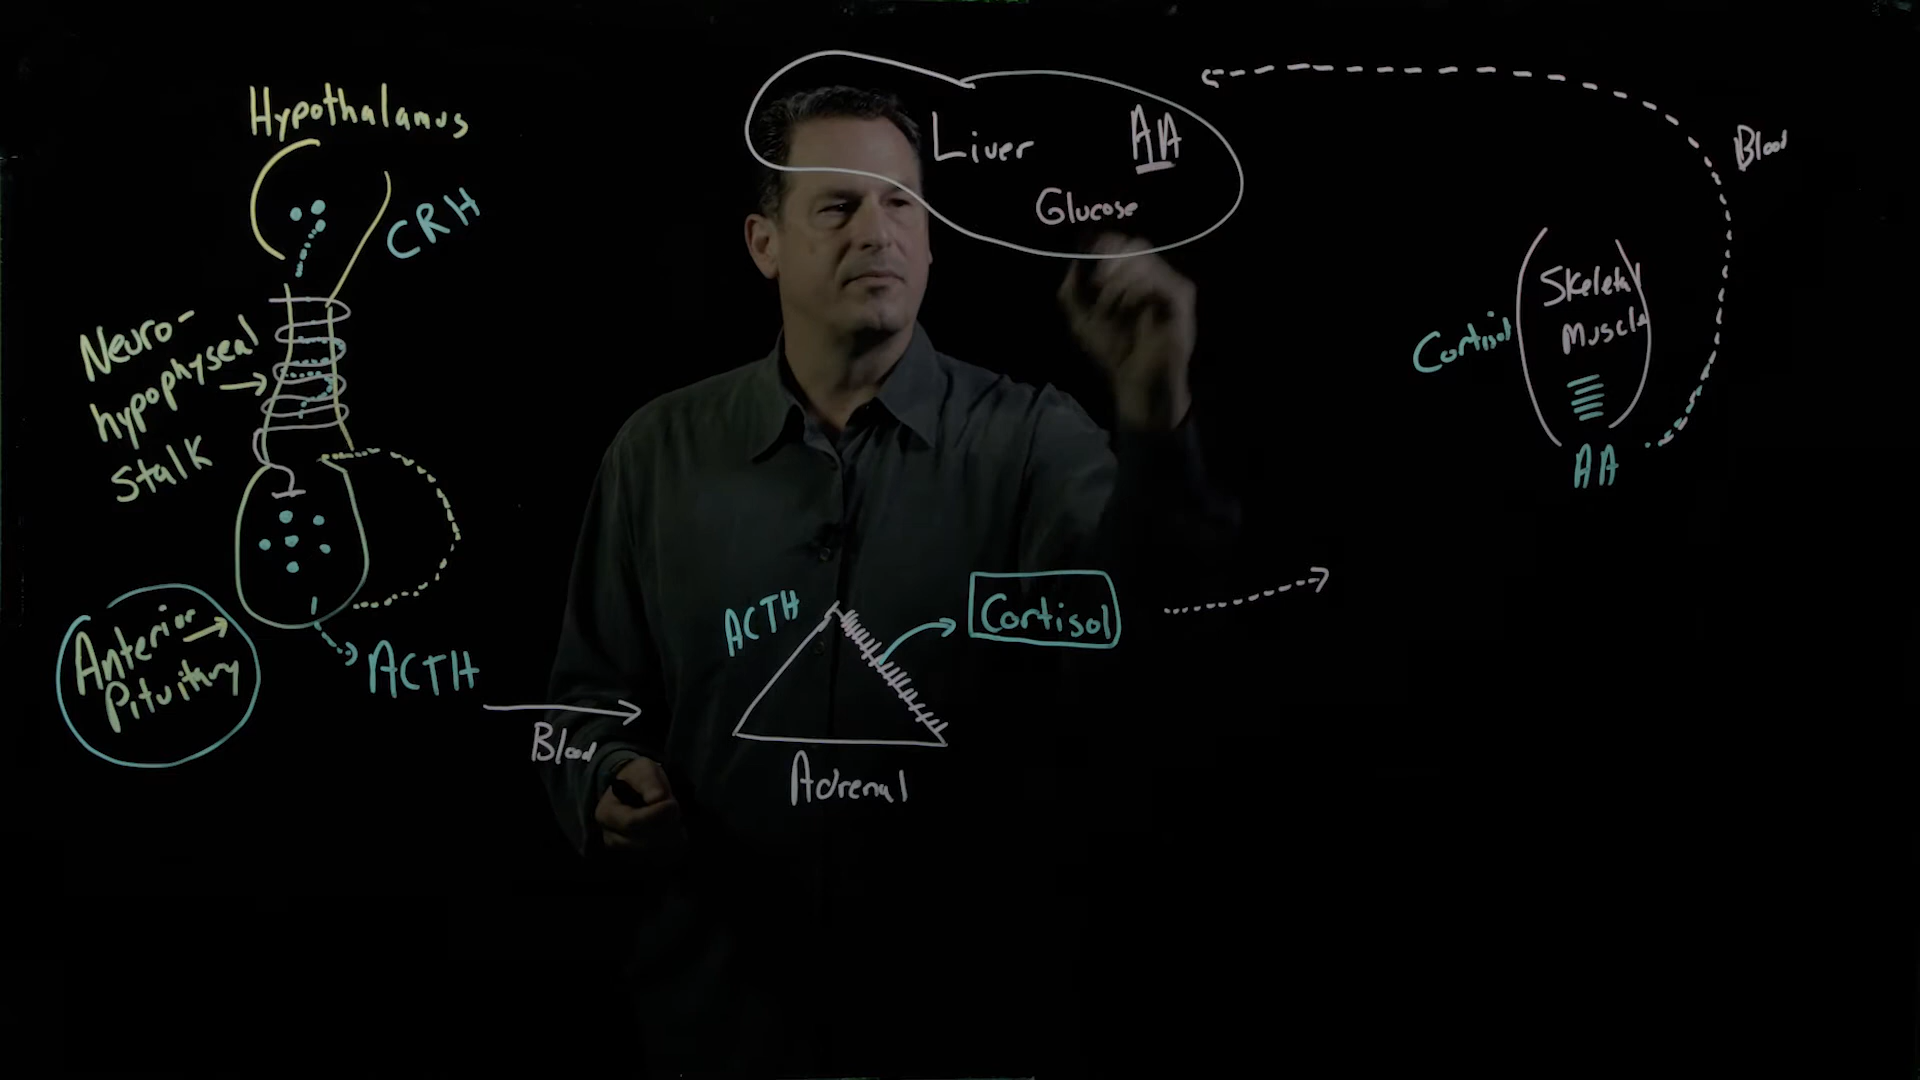 Hypothalamus
CRH
Neuro-
hypophyseal
Stalk
Anterior
Pituitary
ACTH
Blood
ACTH
Adrenal
Cortisol
Liver
AA
Glucose
Blood
Skeletal
Muscle
Cortisol
AA